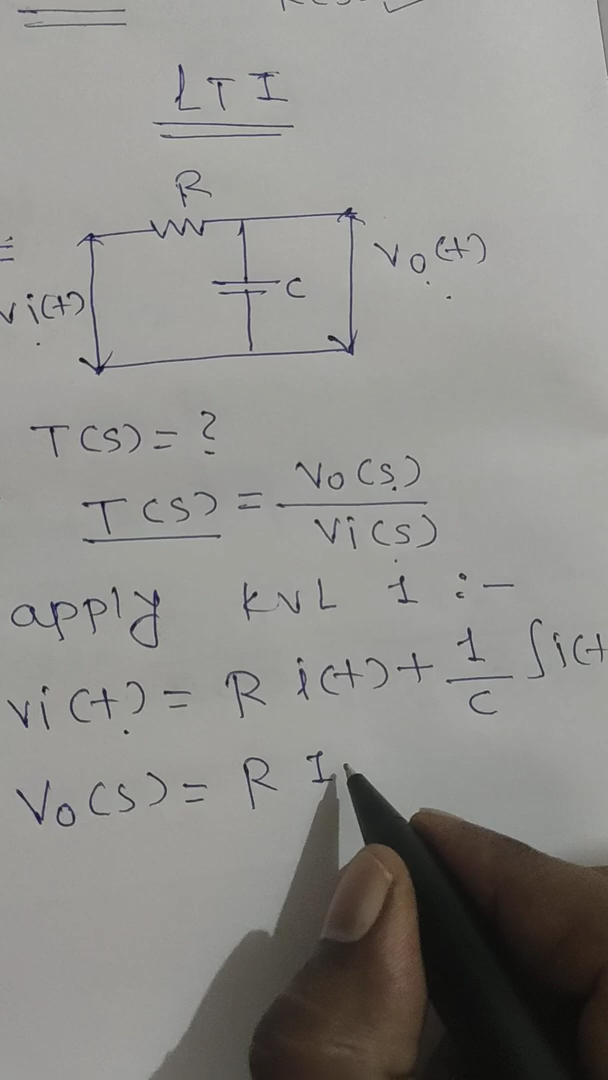 LTI
R
Vi(t)
C
Vo(t)
T(S) = ?
T(S) = Vo(s) / Vi(s)
apply KVL 1 :-
Vi(t) = R i(t) + 1/C ∫i(t
Vo(s) = R I